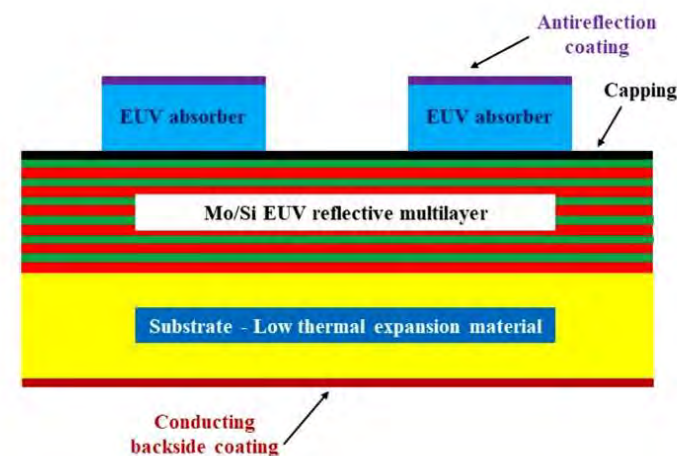 Antireflection
coating
EUV absorber
EUV absorber
Capping
Mo/Si EUV reflective multilayer
Substrate - Low thermal expansion material
Conducting
backside coating